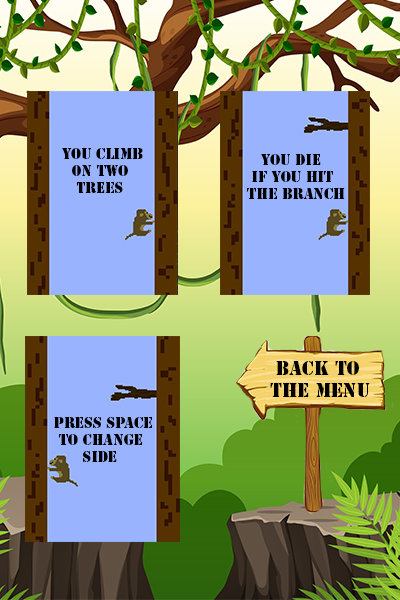 YOU CLIMB
ON TWO
TREES
YOU DIE
IF YOU HIT
THE BRANCH
PRESS SPACE
TO CHANGE
SIDE
BACK TO
THE MENU